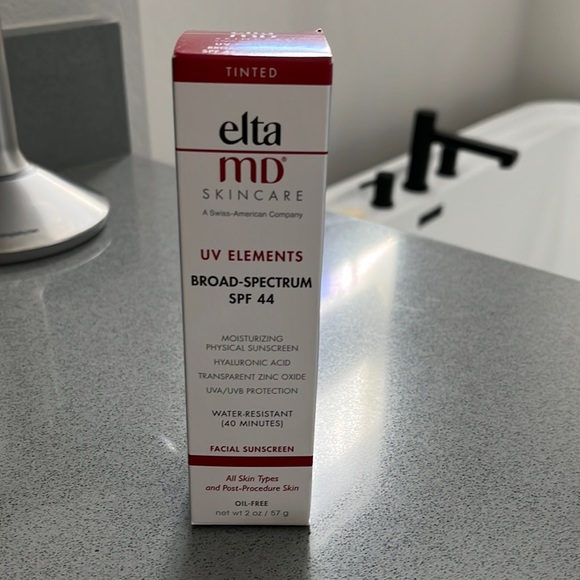 TINTED
elta
MD®
SKINCARE
A Swiss-American Company
UV ELEMENTS
BROAD-SPECTRUM
SPF 44
MOISTURIZING
PHYSICAL SUNSCREEN
HYALURONIC ACID
TRANSPARENT ZINC OXIDE
UVA/UVB PROTECTION
WATER-RESISTANT
(40 MINUTES)
FACIAL SUNSCREEN
All Skin Types
and Post-Procedure Skin
OIL-FREE
net wt 2 oz / 57 g